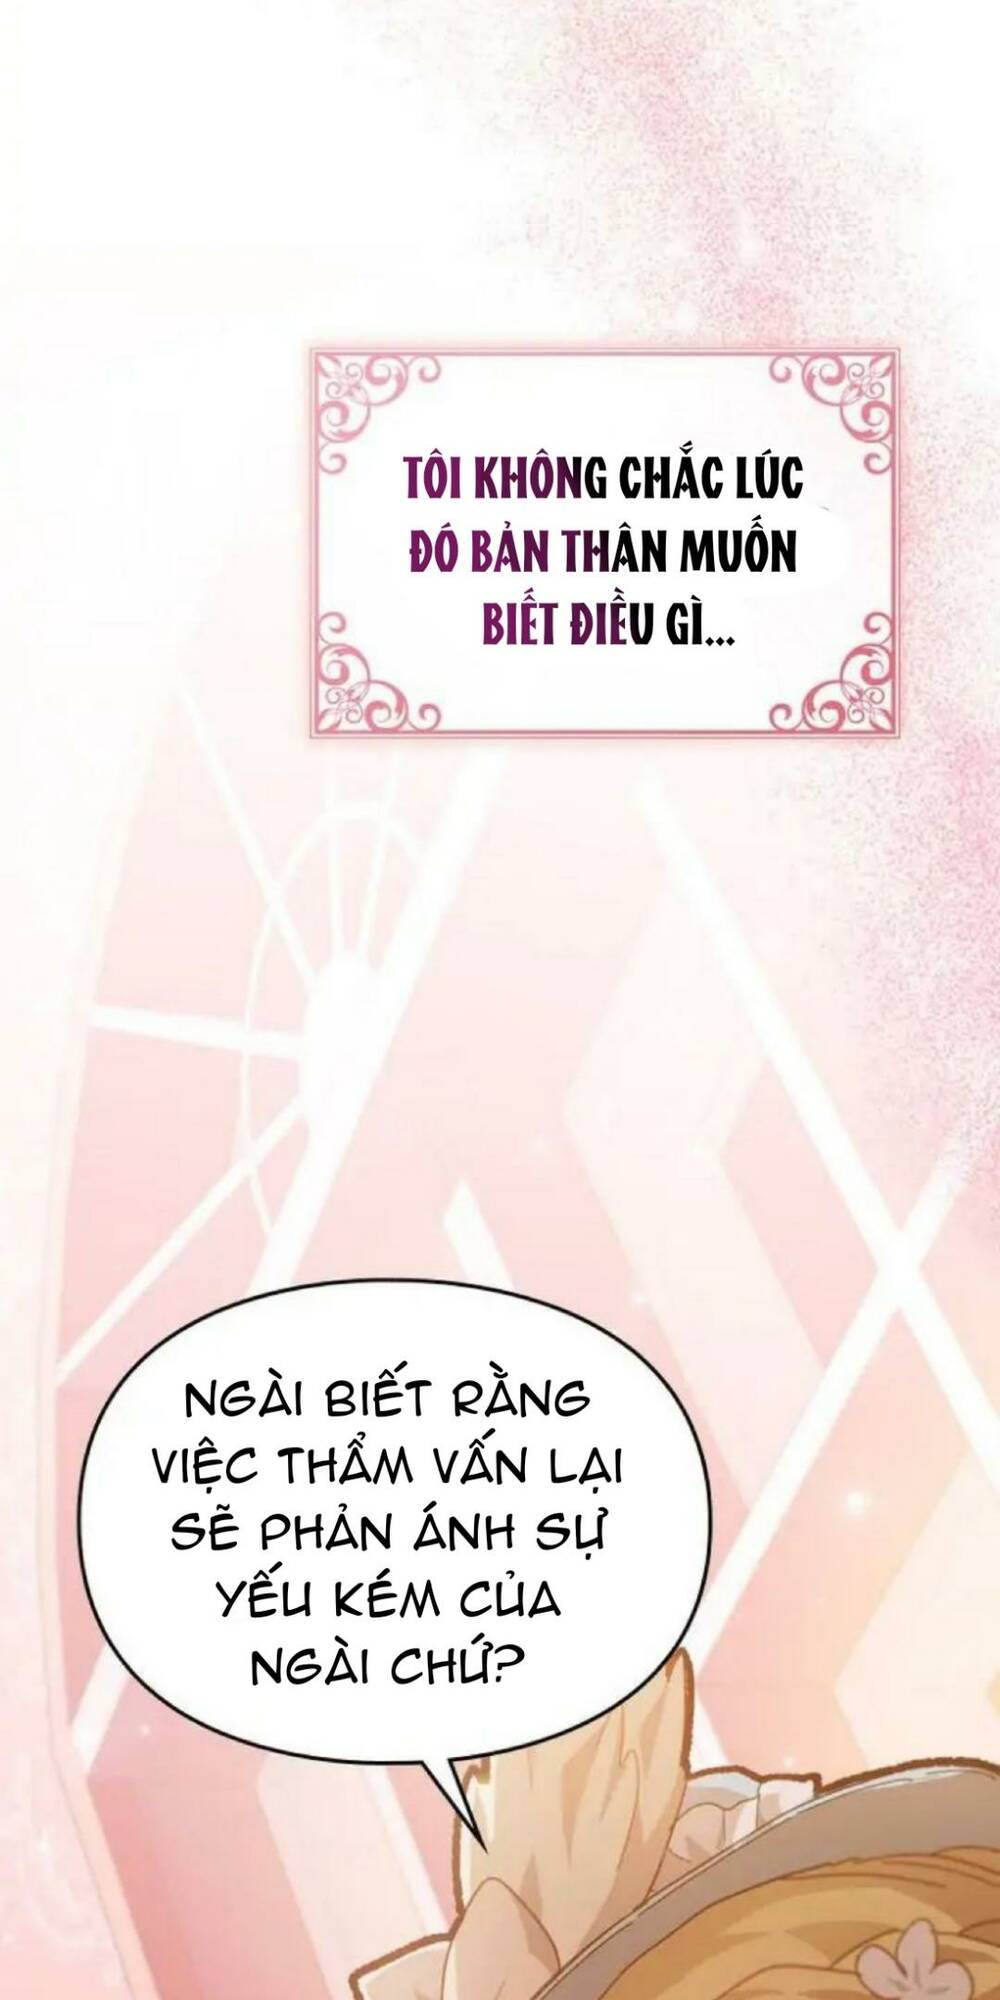 TÔI KHÔNG CHẮC LÚC
ĐÓ BẢN THÂN MUỐN
BIẾT ĐIỀU GÌ...
NGÀI BIẾT RẰNG
VIỆC THẨM VẤN LẠI
SẼ PHẢN ÁNH SỰ
YẾU KÉM CỦA
NGÀI CHỨ?